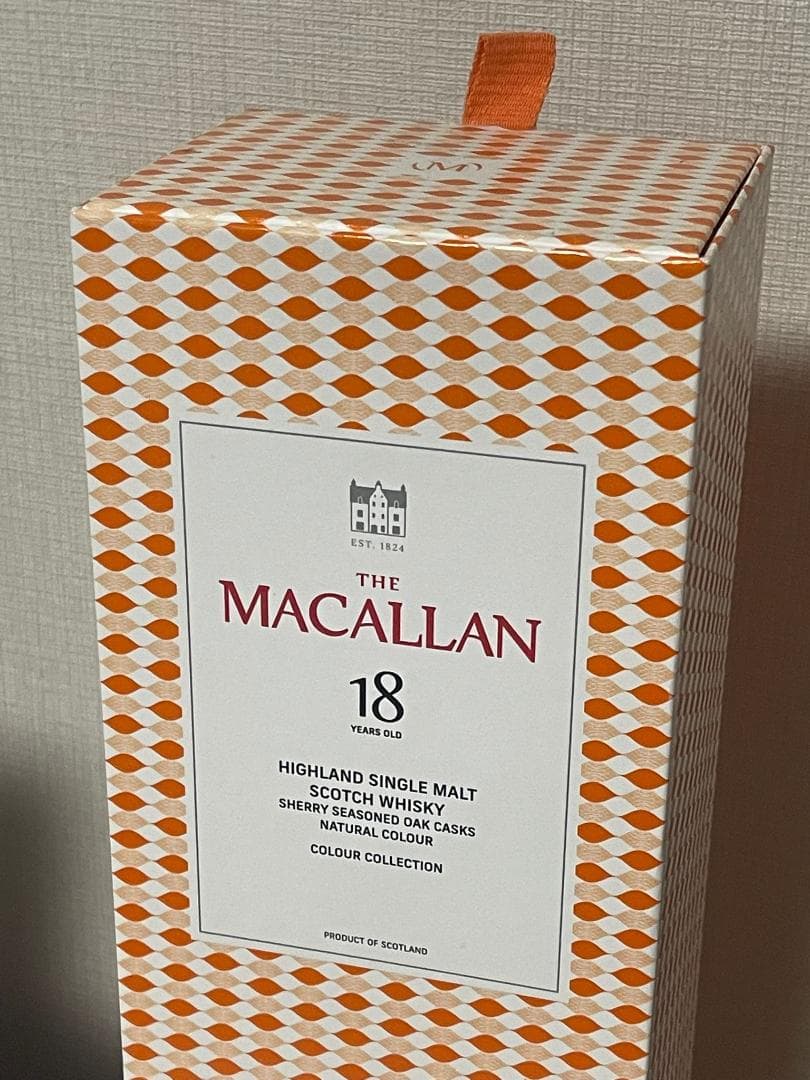 M
EST. 1824
THE
MACALLAN
18
YEARS OLD
HIGHLAND SINGLE MALT
SCOTCH WHISKY
SHERRY SEASONED OAK CASKS
NATURAL COLOUR
COLOUR COLLECTION
PRODUCT OF SCOTLAND